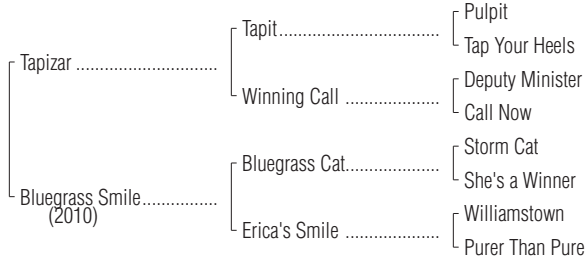 Pulpit
Tapit..................................
Tap Your Heels
Tapizar ..............................
Deputy Minister
Winning Call ....................
Call Now
Storm Cat
Bluegrass Cat....................
She's a Winner
Bluegrass Smile................
(2010)
Williamstown
Erica's Smile ....................
Purer Than Pure